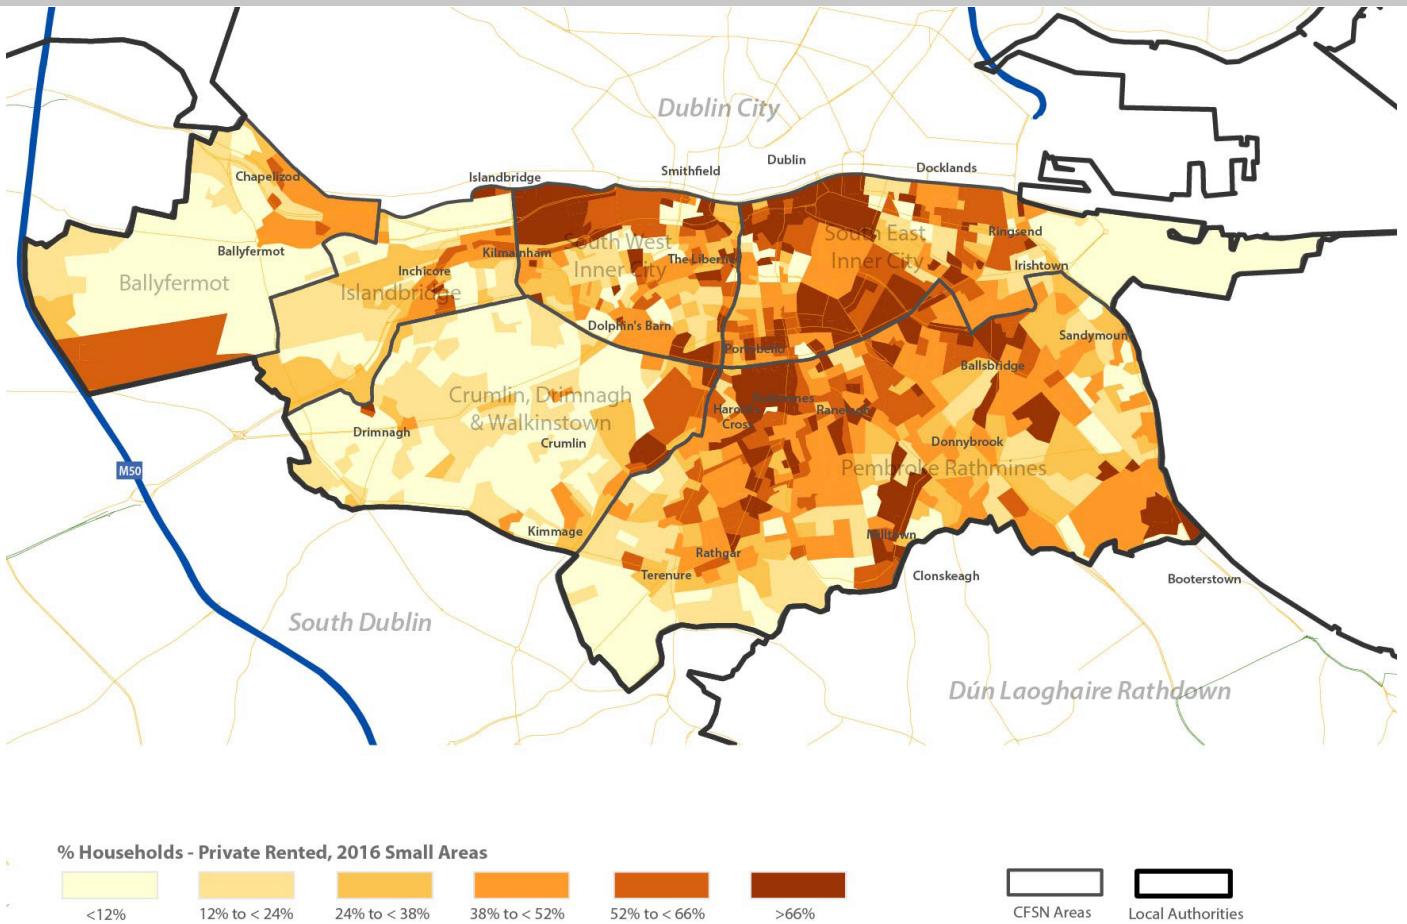 Dublin City
Dublin
Smithfield
Docklands
Islandbridge
Chapelizod
Ringsend
South East
Inner City
South West
Inner City
Ballyfermot
Kilmainham
The Liberties
Irishtown
Inchicore
Ballyfermot
Islandbridge
Dolphin's Barn
Sandymount
Portobello
Ballsbridge
Crumlin, Drimnagh
& Walkinstown
Rathmines
Harold's
Cross
Ranelagh
Drimnagh
Crumlin
Donnybrook
Pembroke Rathmines
M50
Kimmage
Milltown
Rathgar
Terenure
Clonskeagh
Booterstown
South Dublin
Dún Laoghaire Rathdown
% Households - Private Rented, 2016 Small Areas
<12%
12% to < 24%
24% to < 38%
38% to < 52%
52% to < 66%
>66%
CFSN Areas
Local Authorities